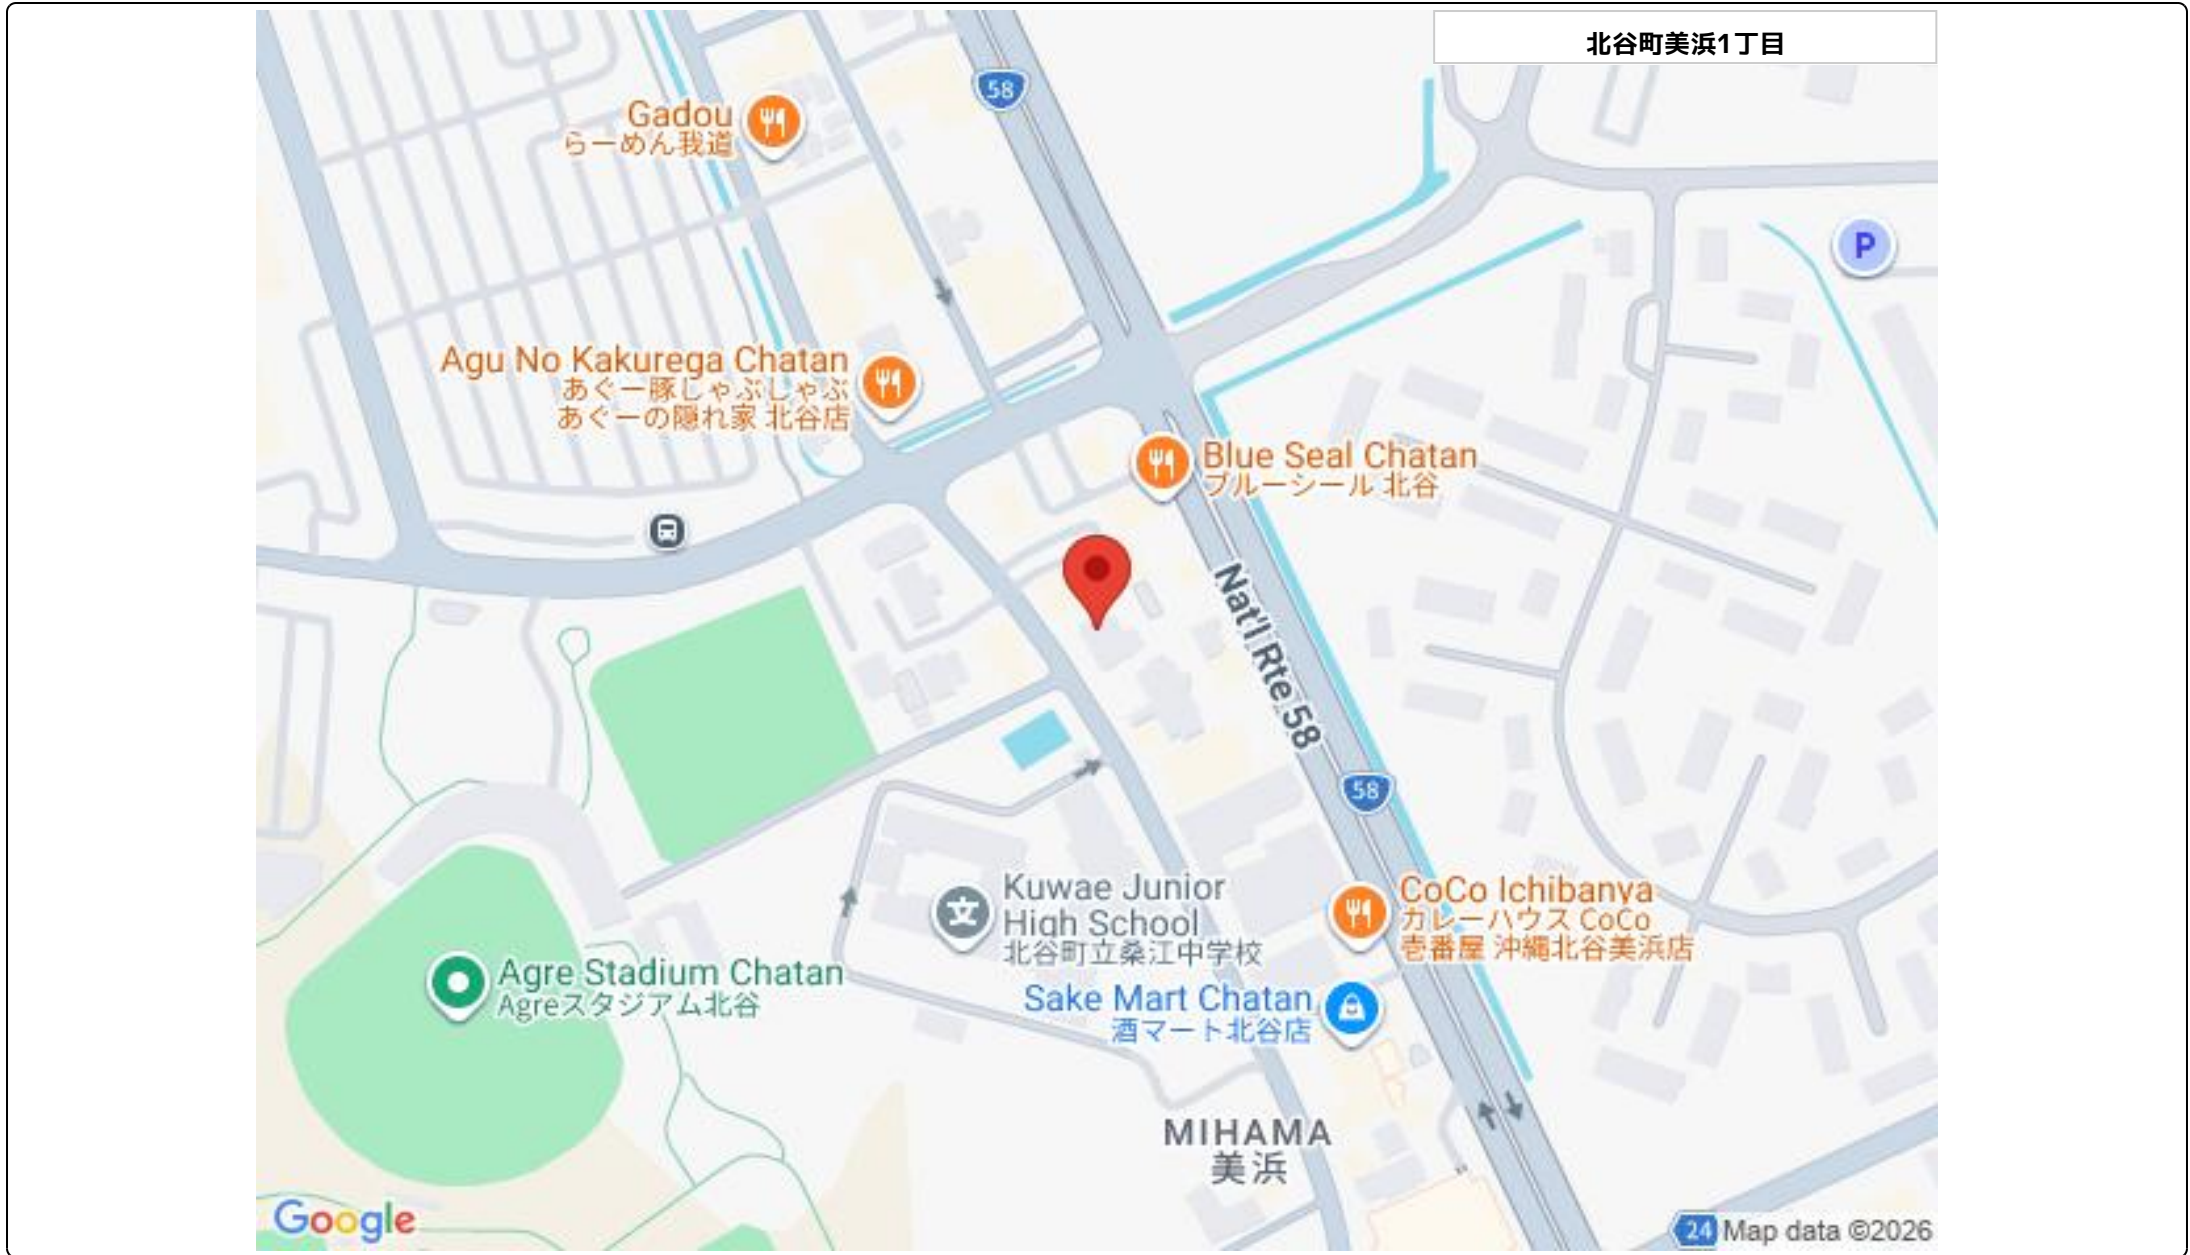 北谷町美浜1丁目
58
Gadou
らーめん我道
P
Agu No Kakurega Chatan
あぐー豚しゃぶしゃぶ
あぐーの隠れ家 北谷店
Blue Seal Chatan
ブルーシール 北谷
Nat'l Rte 58
58
Kuwae Junior
High School
北谷町立桑江中学校
文
CoCo Ichibanya
カレーハウス CoCo
壱番屋 沖縄北谷美浜店
Agre Stadium Chatan
Agreスタジアム北谷
Sake Mart Chatan
酒マート北谷店
MIHAMA
美浜
Google
24
Map data ©2026